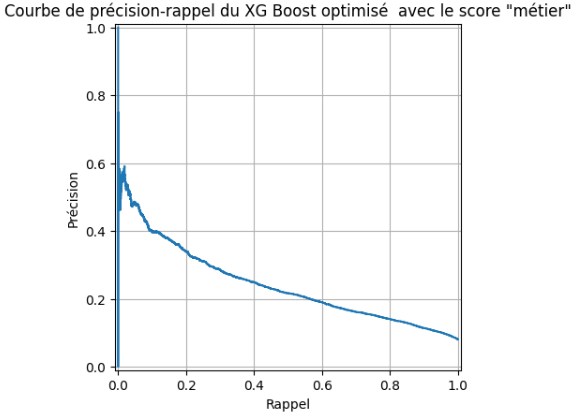 Courbe de précision-rappel du XG Boost optimisé  avec le score "métier"
1.0
0.8
0.6
0.4
0.2
0.0
Précision
0.0 0.2 0.4 0.6 0.8 1.0
Rappel